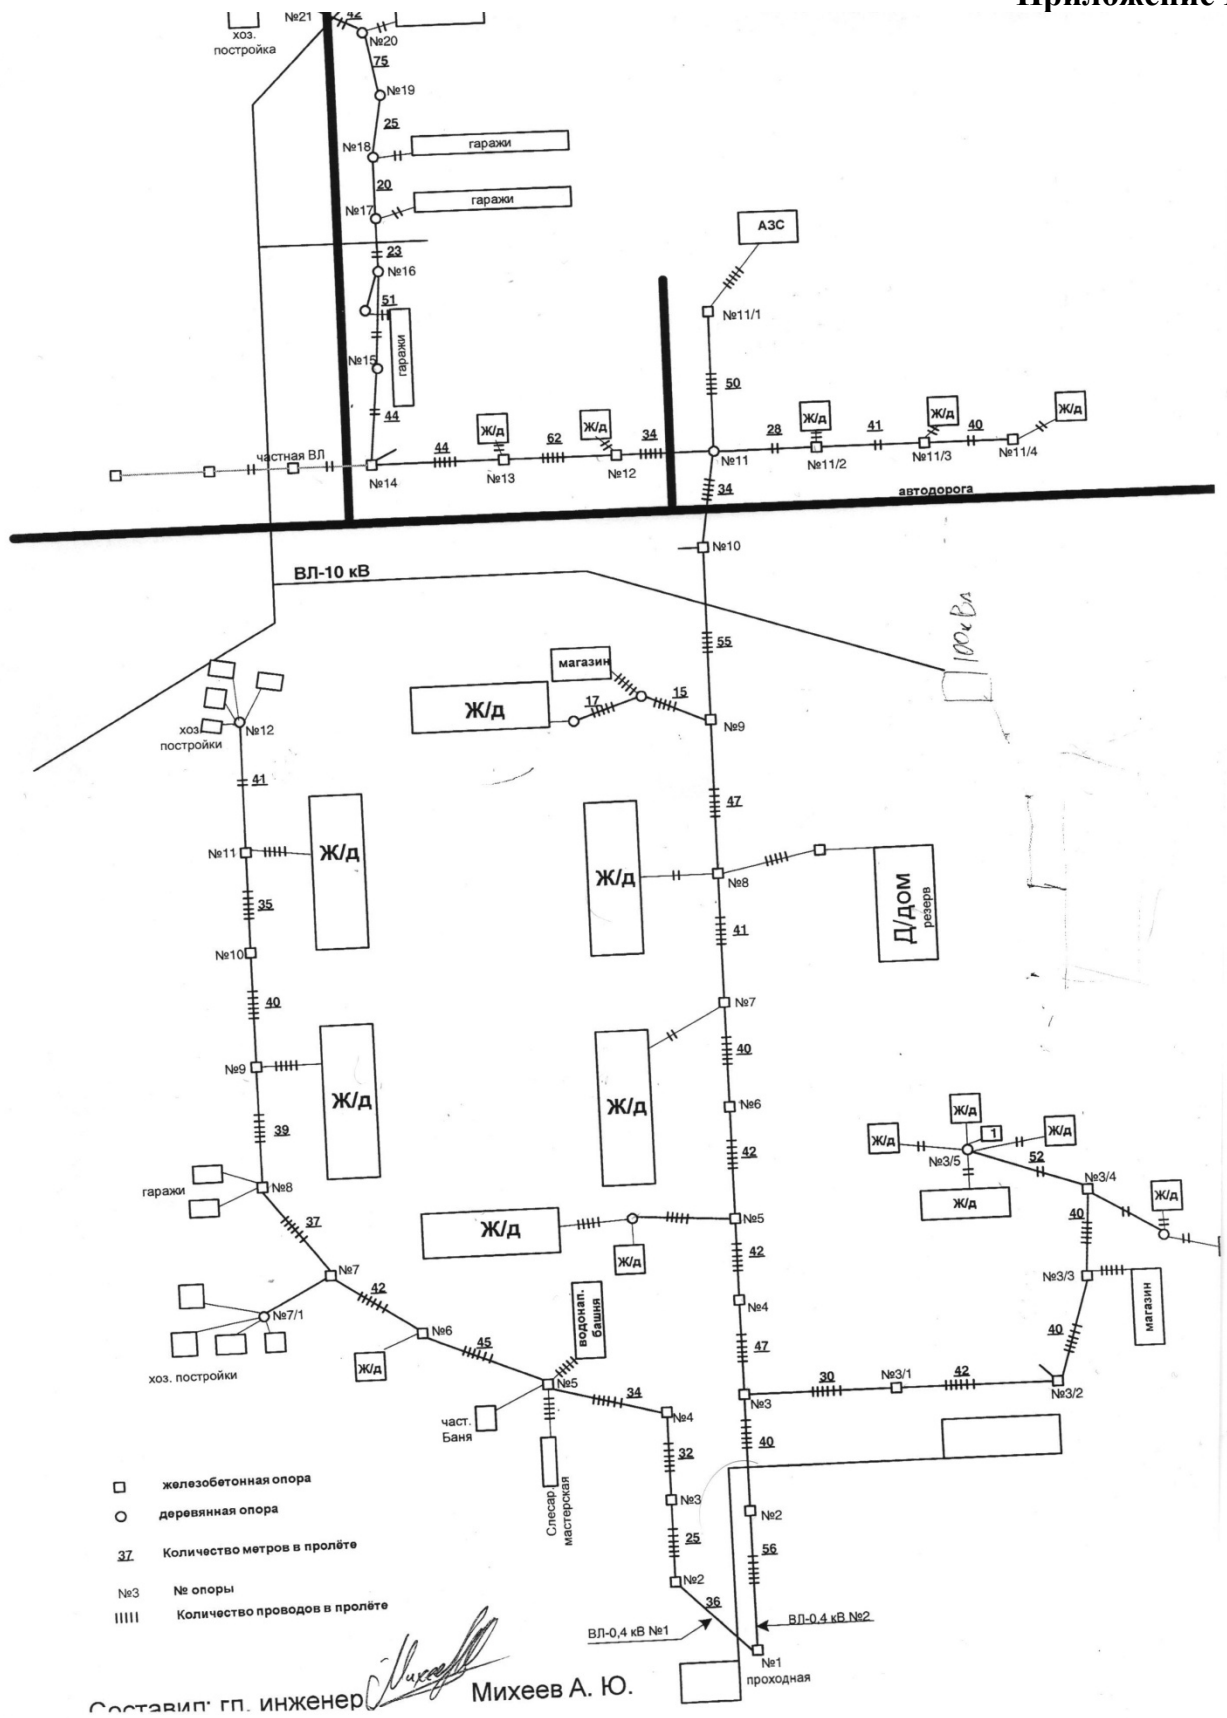 Приложение
№21
42
хоз.
постройка
№20
75
№19
25
№18
гаражи
20
№17
гаражи
23
№16
51
гаражи
№15
44
АЗС
№11/1
50
Ж/д
Ж/д
Ж/д
Ж/д
Ж/д
частная ВЛ
44
62
34
28
41
40
№14
№13
№12
№11
№11/2
№11/3
№11/4
34
автодорога
№10
ВЛ-10 кВ
100кВл
55
магазин
17
15
Ж/д
№9
№12
хоз.
постройки
41
47
№11
Ж/д
Ж/д
№8
Д/дом
резерв
35
41
№10
40
№7
40
№9
Ж/д
Ж/д
№6
39
42
Ж/д
Ж/д
1
Ж/д
№3/5
52
№3/4
Ж/д
Ж/д
гаражи
№8
37
Ж/д
№5
Ж/д
42
40
№3/3
магазин
№7
42
№7/1
хоз. постройки
№6
Ж/д
45
водонап.
башня
№4
47
40
№5
34
30
№3/1
42
№3/2
№3
част.
Баня
№4
40
32
Слесар.
мастерская
№3
№2
25
56
№2
36
ВЛ-0,4 кВ №1
ВЛ-0.4 кВ №2
№1
проходная
железобетонная опора
деревянная опора
37 Количество метров в пролёте
№3 № опоры
Количество проводов в пролёте
Составил: гл. инженер Михеев А. Ю.